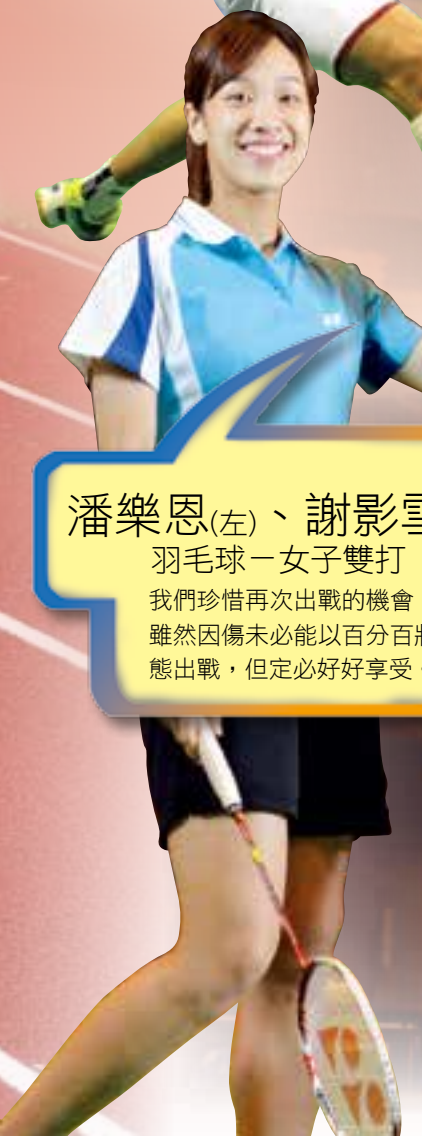 潘樂恩(左)、謝影雪
羽毛球－女子雙打
我們珍惜再次出戰的機會
雖然因傷未必能以百分百狀
態出戰，但定必好好享受